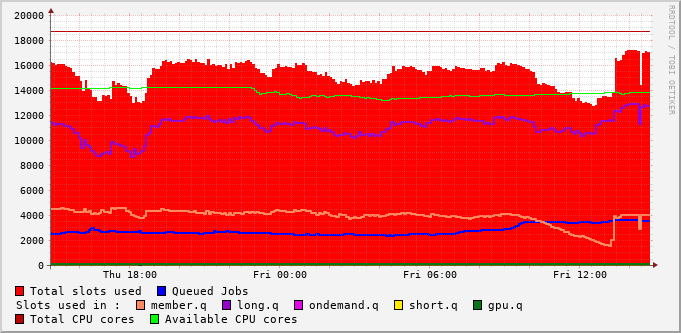 20000
18000
16000
14000
12000
10000
8000
6000
4000
2000
0
Thu 18:00 Fri 00:00 Fri 06:00 Fri 12:00
RRDTOOL / TOBI OETIKER
Total slots used Queued Jobs
Slots used in : member.q long.q ondemand.q short.q gpu.q
Total CPU cores Available CPU cores